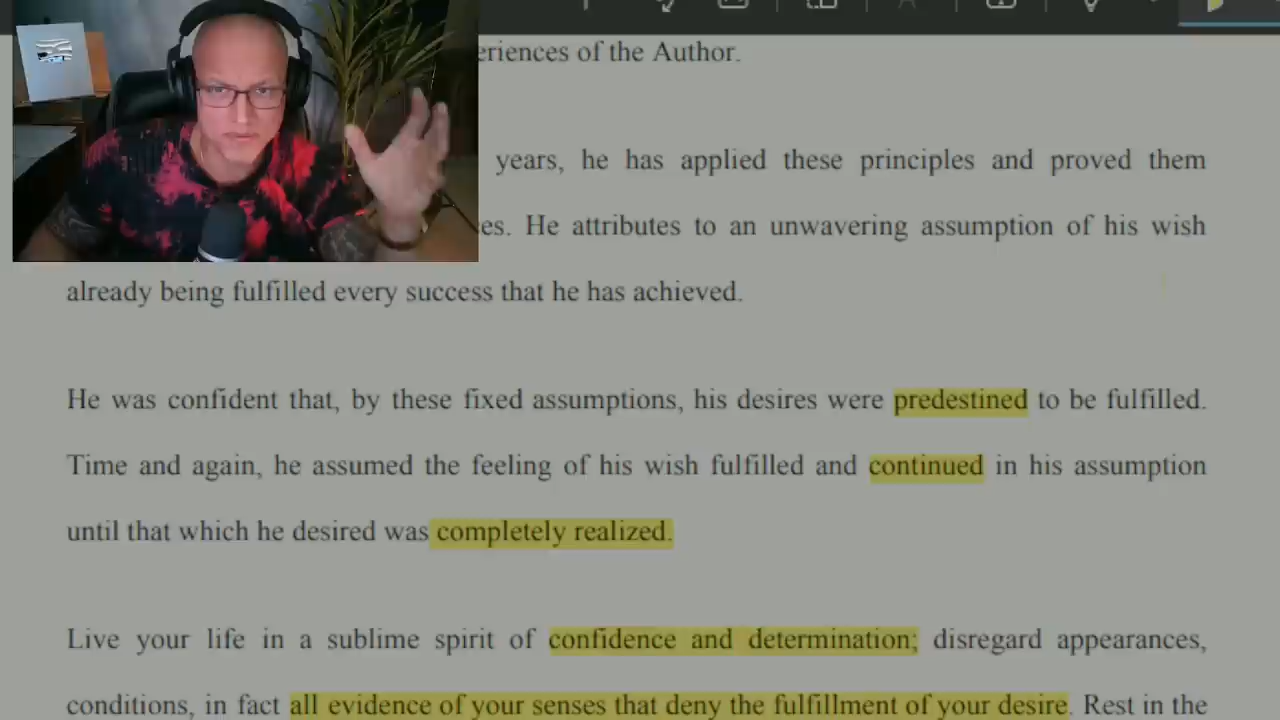 eriences of the Author.
years, he has applied these principles and proved them
es. He attributes to an unwavering assumption of his wish
already being fulfilled every success that he has achieved.
He was confident that, by these fixed assumptions, his desires were predestined to be fulfilled.
Time and again, he assumed the feeling of his wish fulfilled and continued in his assumption
until that which he desired was completely realized.
Live your life in a sublime spirit of confidence and determination; disregard appearances,
conditions, in fact all evidence of your senses that deny the fulfillment of your desire. Rest in the